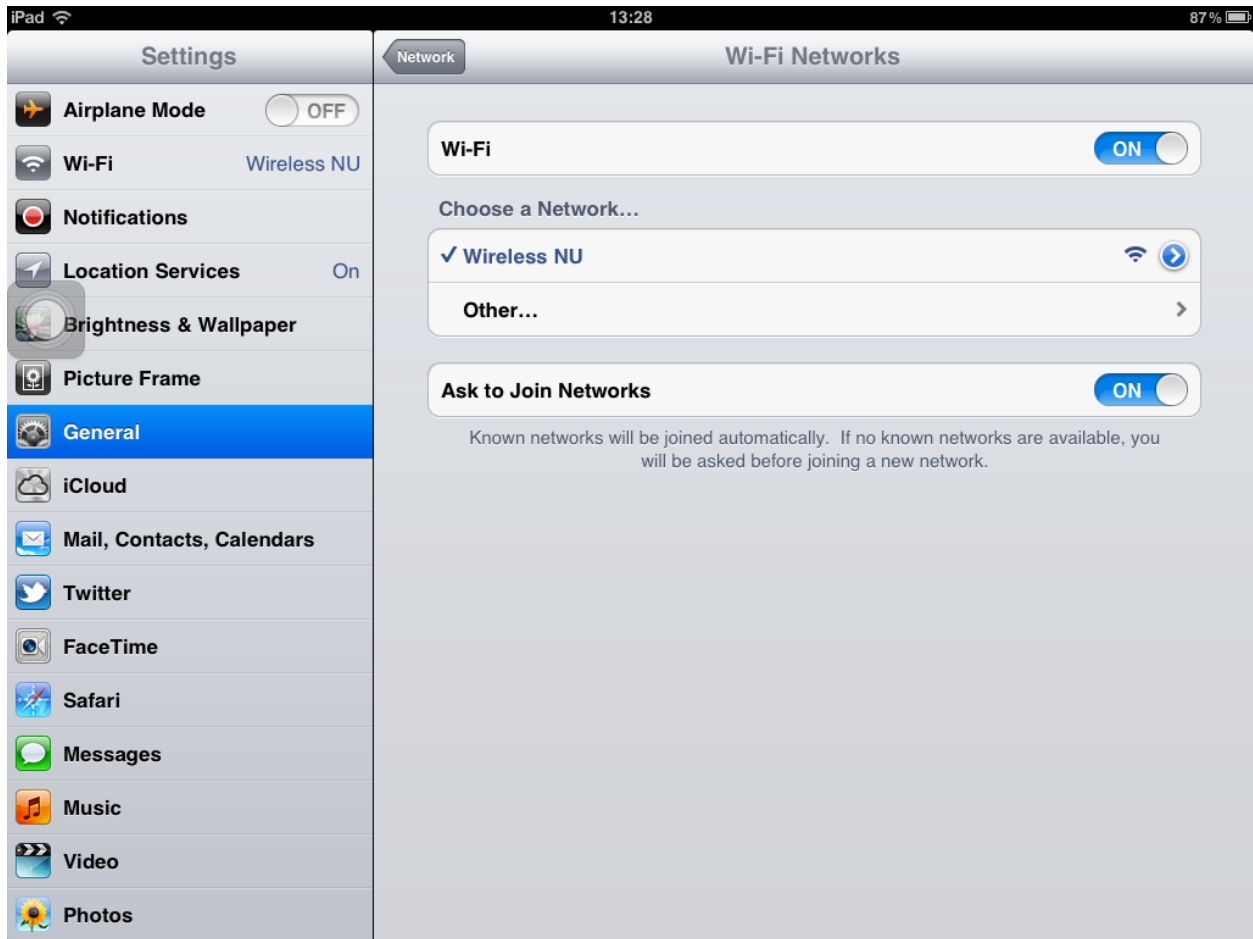 iPad 13:28 87%
Settings
Airplane Mode OFF
Wi-Fi Wireless NU
Notifications
Location Services On
Brightness & Wallpaper
Picture Frame
General
iCloud
Mail, Contacts, Calendars
Twitter
FaceTime
Safari
Messages
Music
Video
Photos
Network Wi-Fi Networks
Wi-Fi ON
Choose a Network...
Wireless NU
Other...
Ask to Join Networks ON
Known networks will be joined automatically. If no known networks are available, you
will be asked before joining a new network.